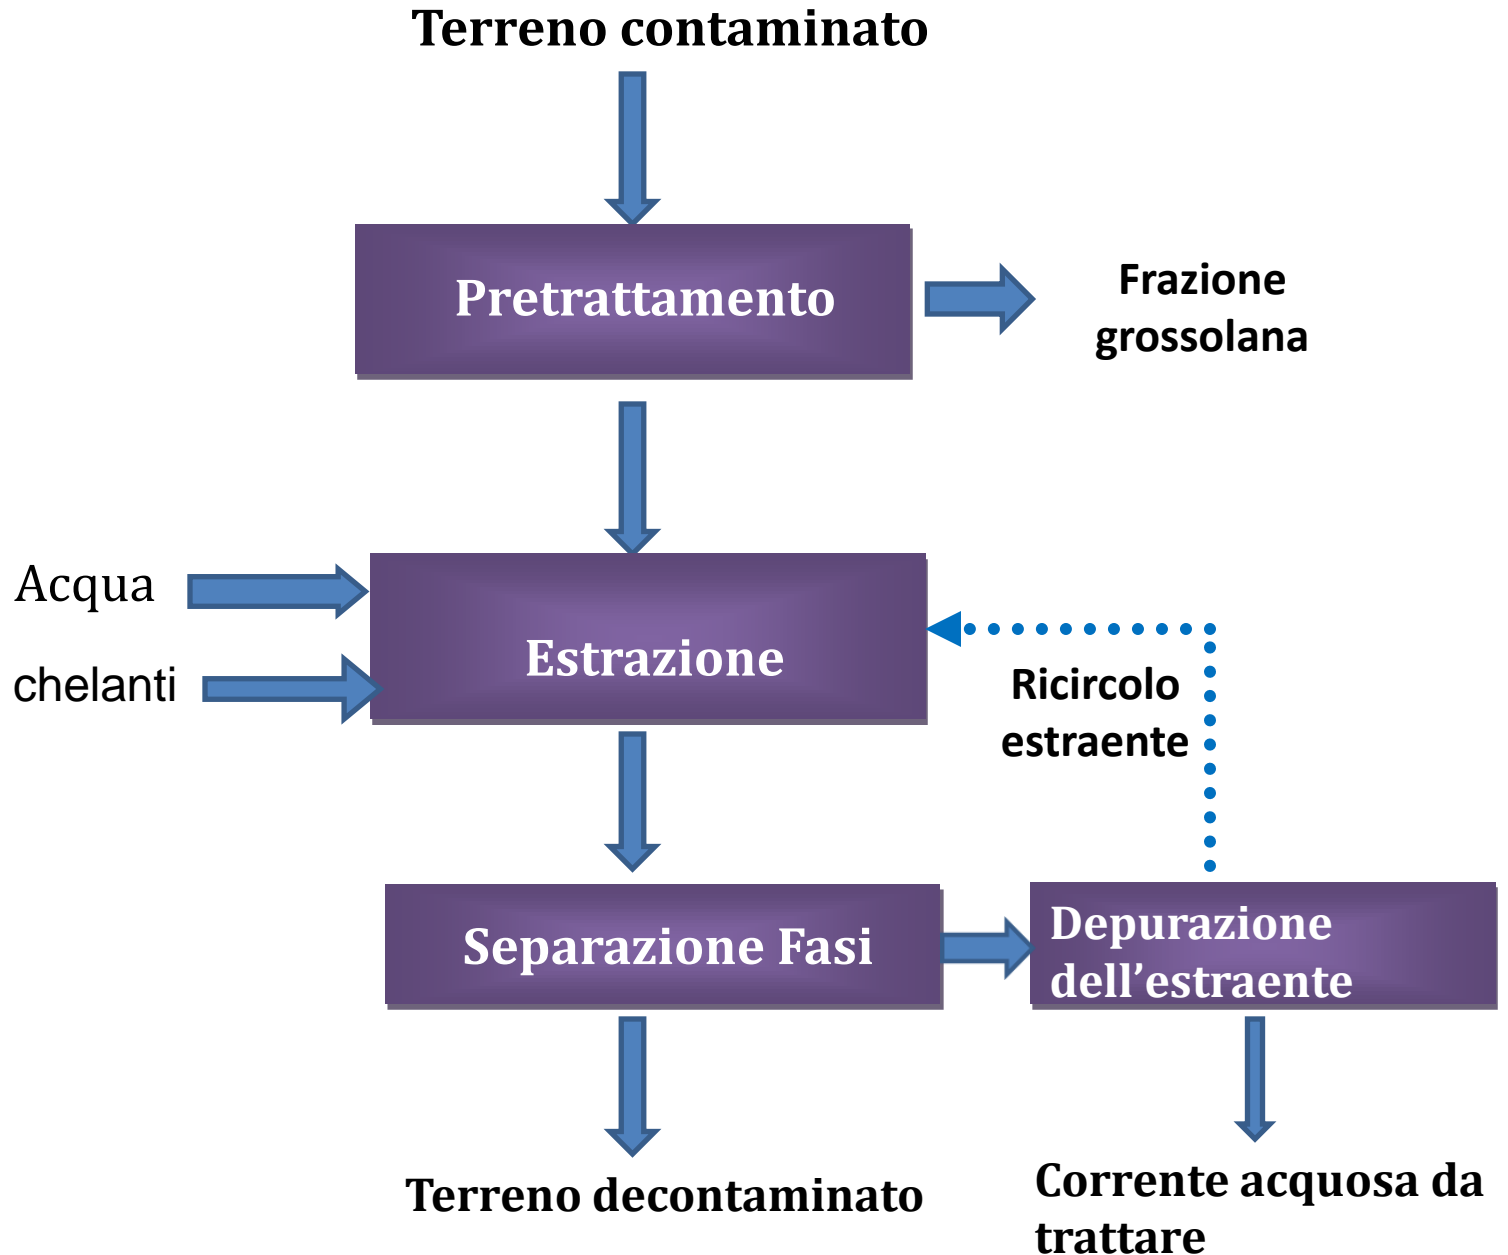 Terreno contaminato
Pretrattamento
Frazione
grossolana
Acqua
chelanti
Estrazione
Ricircolo
estraente
Separazione Fasi
Depurazione
dell’estraente
Terreno decontaminato
Corrente acquosa da
trattare